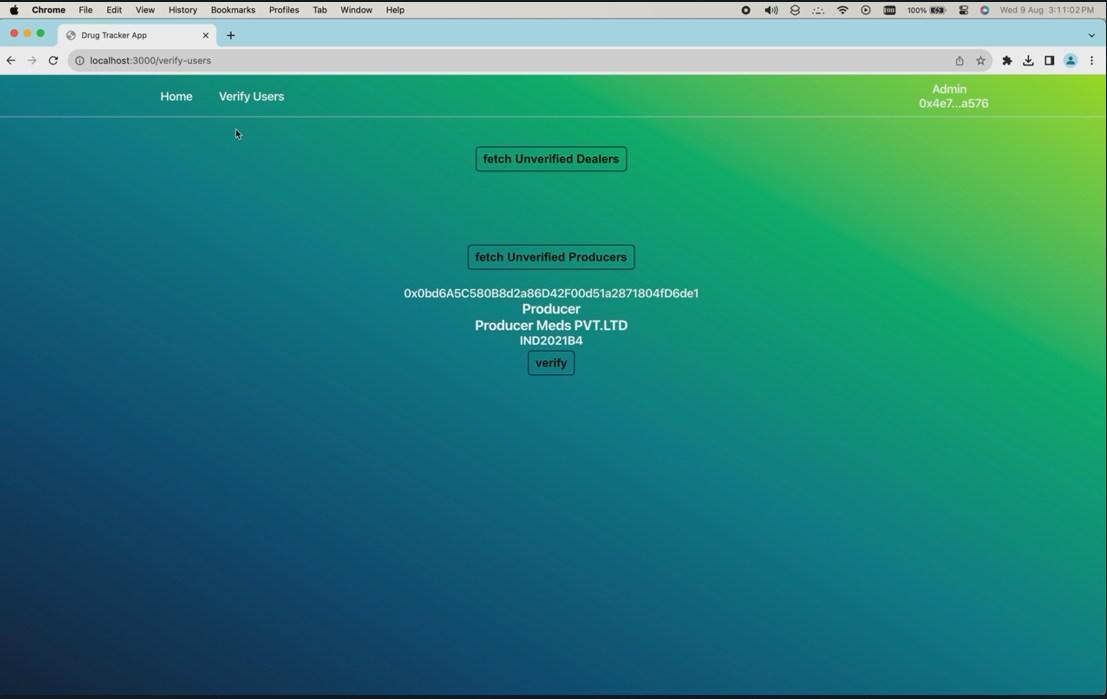 Chrome File Edit View History Bookmarks Profiles Tab Window Help 100% Wed 9 Aug 3:11:02 PM
Drug Tracker App
localhost:3000/verify-users
Home Verify Users Admin
0x4e7...a576
fetch Unverified Dealers
fetch Unverified Producers
0x0bd6A5C580B8d2a86D42F00d51a2871804fD6de1
Producer
Producer Meds PVT.LTD
IND2021B4
verify